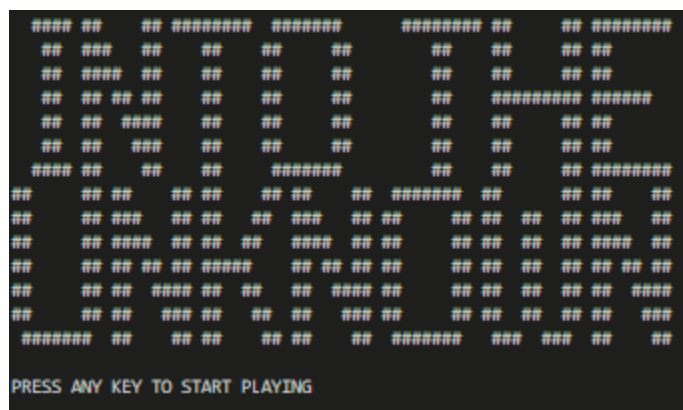 INTO THE
UNKNOWN
PRESS ANY KEY TO START PLAYING